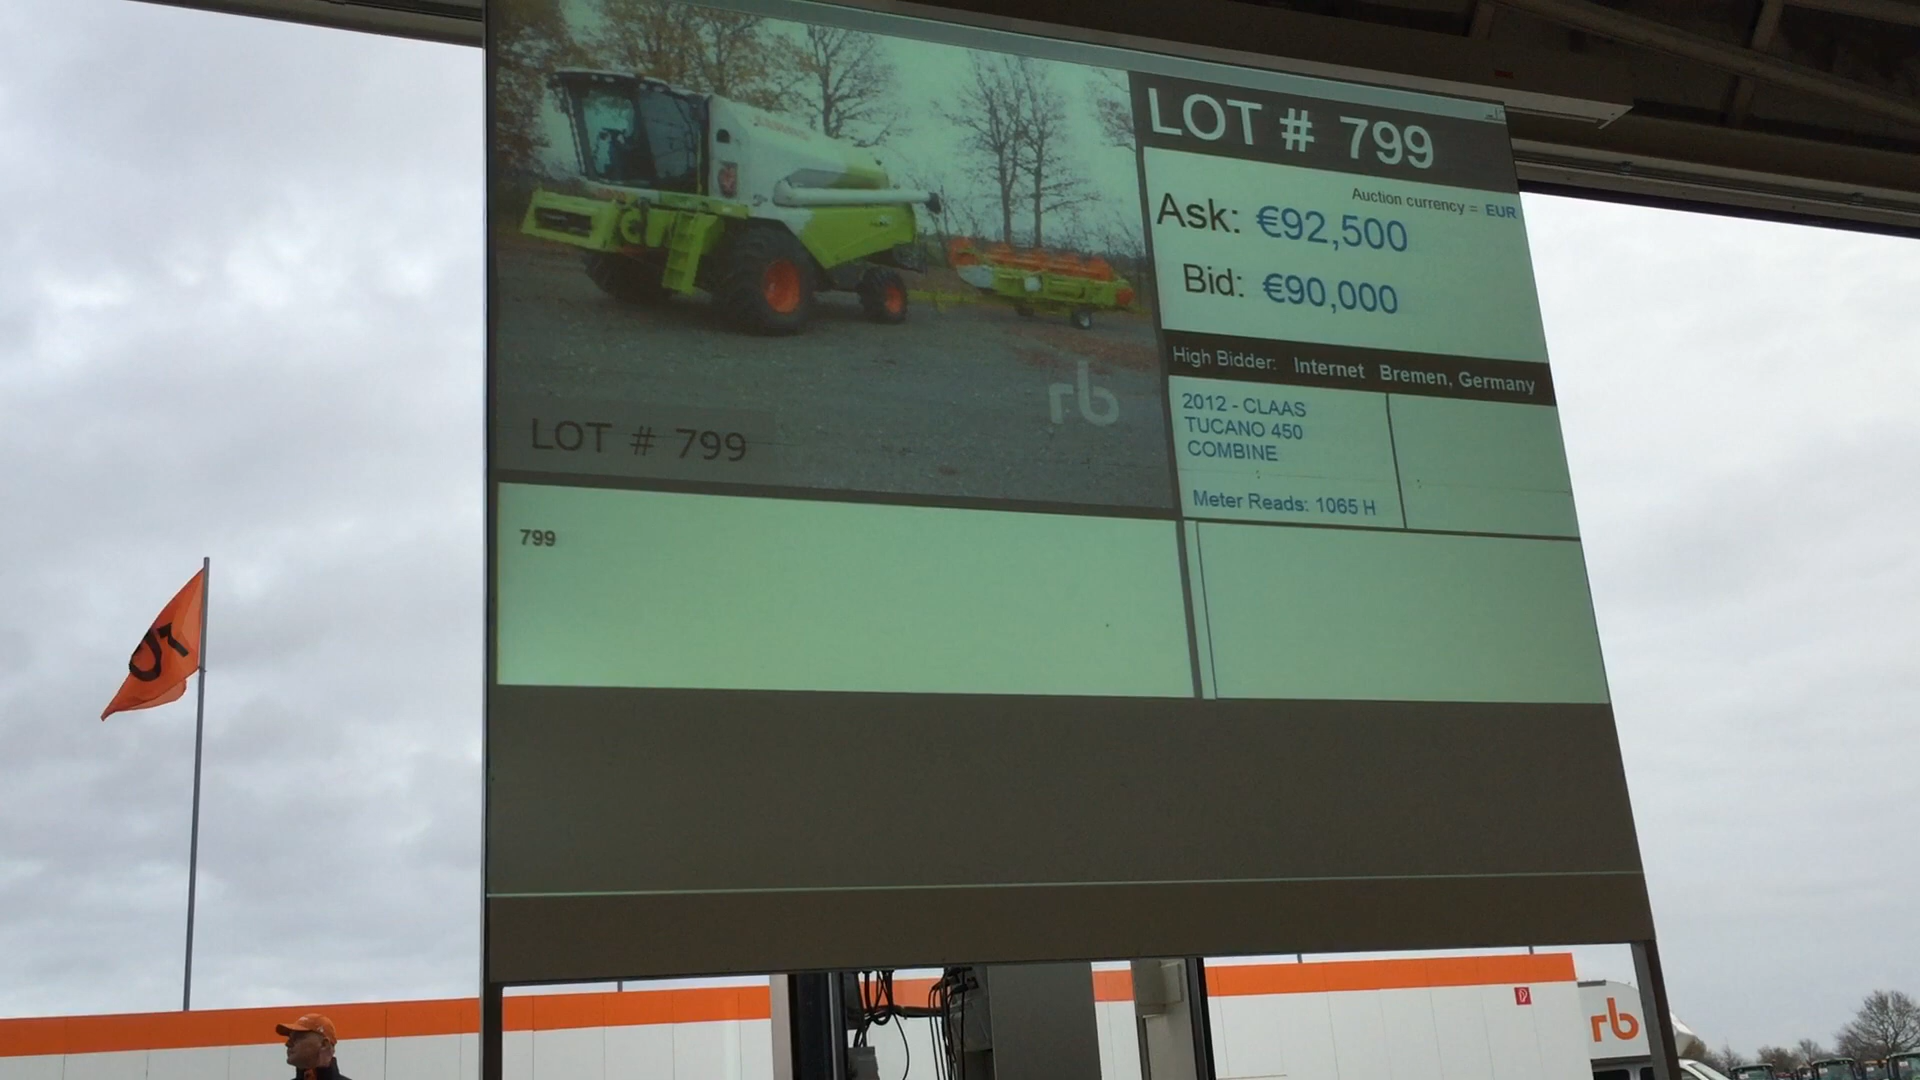 LOT # 799
Auction currency = EUR
Ask: €92,500
Bid: €90,000
High Bidder: Internet Bremen, Germany
2012 - CLAAS
TUCANO 450
COMBINE
Meter Reads: 1065 H
rb
LOT # 799
799
rb
rb